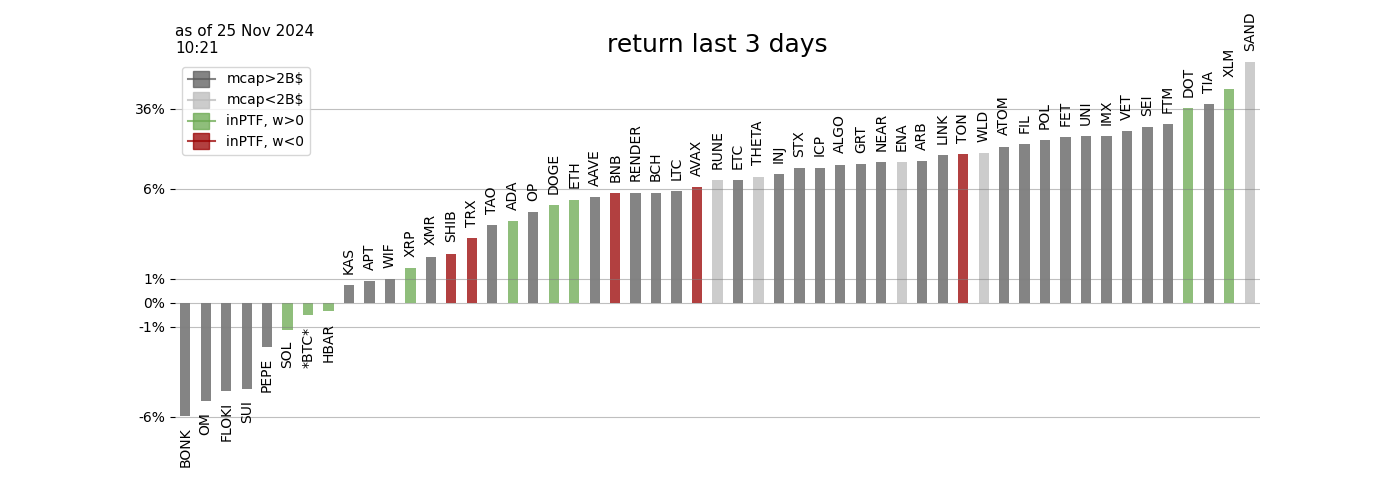 as of 25 Nov 2024
10:21
return last 3 days
mcap>2B$
mcap<2B$
inPTF, w>0
inPTF, w<0
36%
6%
1%
0%
-1%
-6%
BONK
OM
FLOKI
SUI
PEPE
SOL
*BTC*
HBAR
KAS
APT
WIF
XRP
XMR
SHIB
TRX
TAO
ADA
OP
DOGE
ETH
AAVE
BNB
RENDER
BCH
LTC
AVAX
RUNE
ETC
THETA
INJ
STX
ICP
ALGO
GRT
NEAR
ENA
ARB
LINK
TON
WLD
ATOM
FIL
POL
FET
UNI
IMX
VET
SEI
FTM
DOT
TIA
XLM
SAND